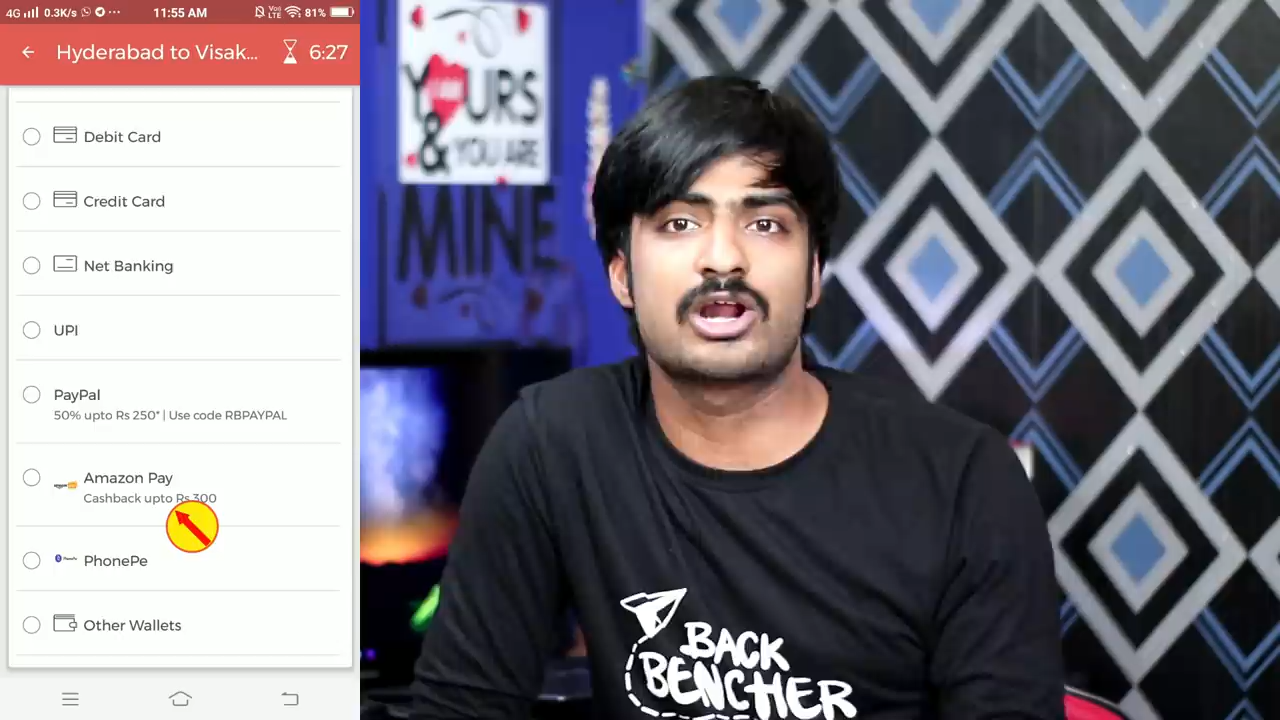 4G 0.3K/s 11:55 AM VoI LTE 81%
Hyderabad to Visak... 6:27
Debit Card
Credit Card
Net Banking
UPI
PayPal
50% upto Rs 250* | Use code RBPAYPAL
Amazon Pay
Cashback upto Rs 300
PhonePe
Other Wallets
YOURS
& YOU ARE
MINE
BACK
BENCHER